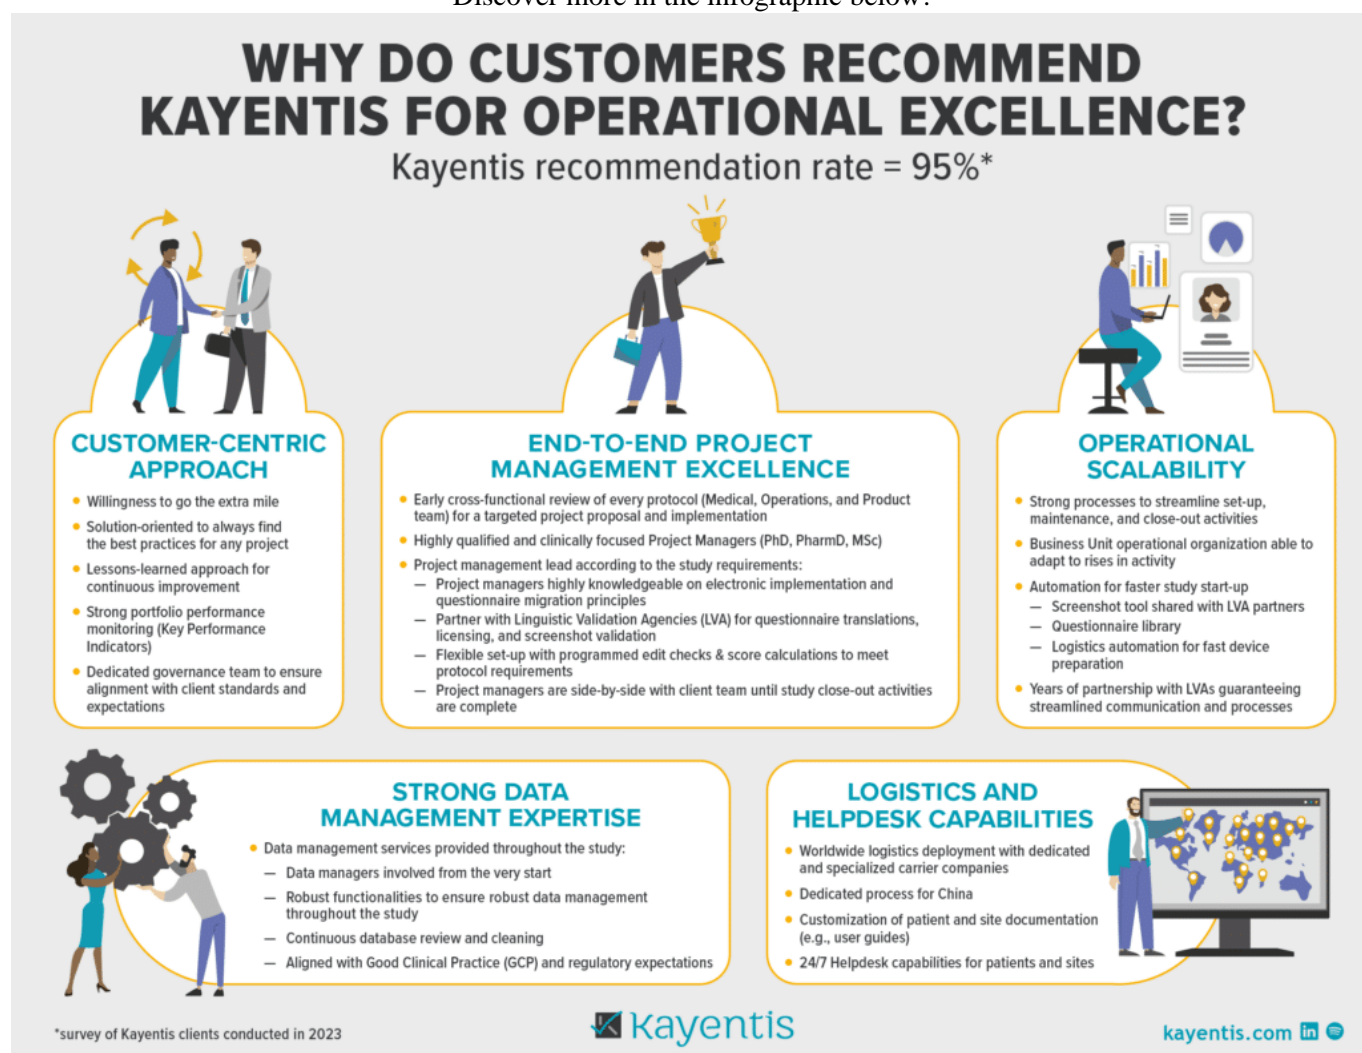 Discover more in the infographic below!
WHY DO CUSTOMERS RECOMMEND
KAYENTIS FOR OPERATIONAL EXCELLENCE?
Kayentis recommendation rate = 95%*
CUSTOMER-CENTRIC
APPROACH
• Willingness to go the extra mile
• Solution-oriented to always find
the best practices for any project
• Lessons-learned approach for
continuous improvement
• Strong portfolio performance
monitoring (Key Performance
Indicators)
• Dedicated governance team to ensure
alignment with client standards and
expectations
END-TO-END PROJECT
MANAGEMENT EXCELLENCE
• Early cross-functional review of every protocol (Medical, Operations, and Product
team) for a targeted project proposal and implementation
• Highly qualified and clinically focused Project Managers (PhD, PharmD, MSc)
• Project management lead according to the study requirements:
— Project managers highly knowledgeable on electronic implementation and
questionnaire migration principles
— Partner with Linguistic Validation Agencies (LVA) for questionnaire translations,
licensing, and screenshot validation
— Flexible set-up with programmed edit checks & score calculations to meet
protocol requirements
— Project managers are side-by-side with client team until study close-out activities
are complete
OPERATIONAL
SCALABILITY
• Strong processes to streamline set-up,
maintenance, and close-out activities
• Business Unit operational organization able to
adapt to rises in activity
• Automation for faster study start-up
— Screenshot tool shared with LVA partners
— Questionnaire library
— Logistics automation for fast device
preparation
• Years of partnership with LVAs guaranteeing
streamlined communication and processes
STRONG DATA
MANAGEMENT EXPERTISE
• Data management services provided throughout the study:
— Data managers involved from the very start
— Robust functionalities to ensure robust data management
throughout the study
— Continuous database review and cleaning
— Aligned with Good Clinical Practice (GCP) and regulatory expectations
LOGISTICS AND
HELPDESK CAPABILITIES
• Worldwide logistics deployment with dedicated
and specialized carrier companies
• Dedicated process for China
• Customization of patient and site documentation
(e.g., user guides)
• 24/7 Helpdesk capabilities for patients and sites
*survey of Kayentis clients conducted in 2023
kayentis
kayentis.com in